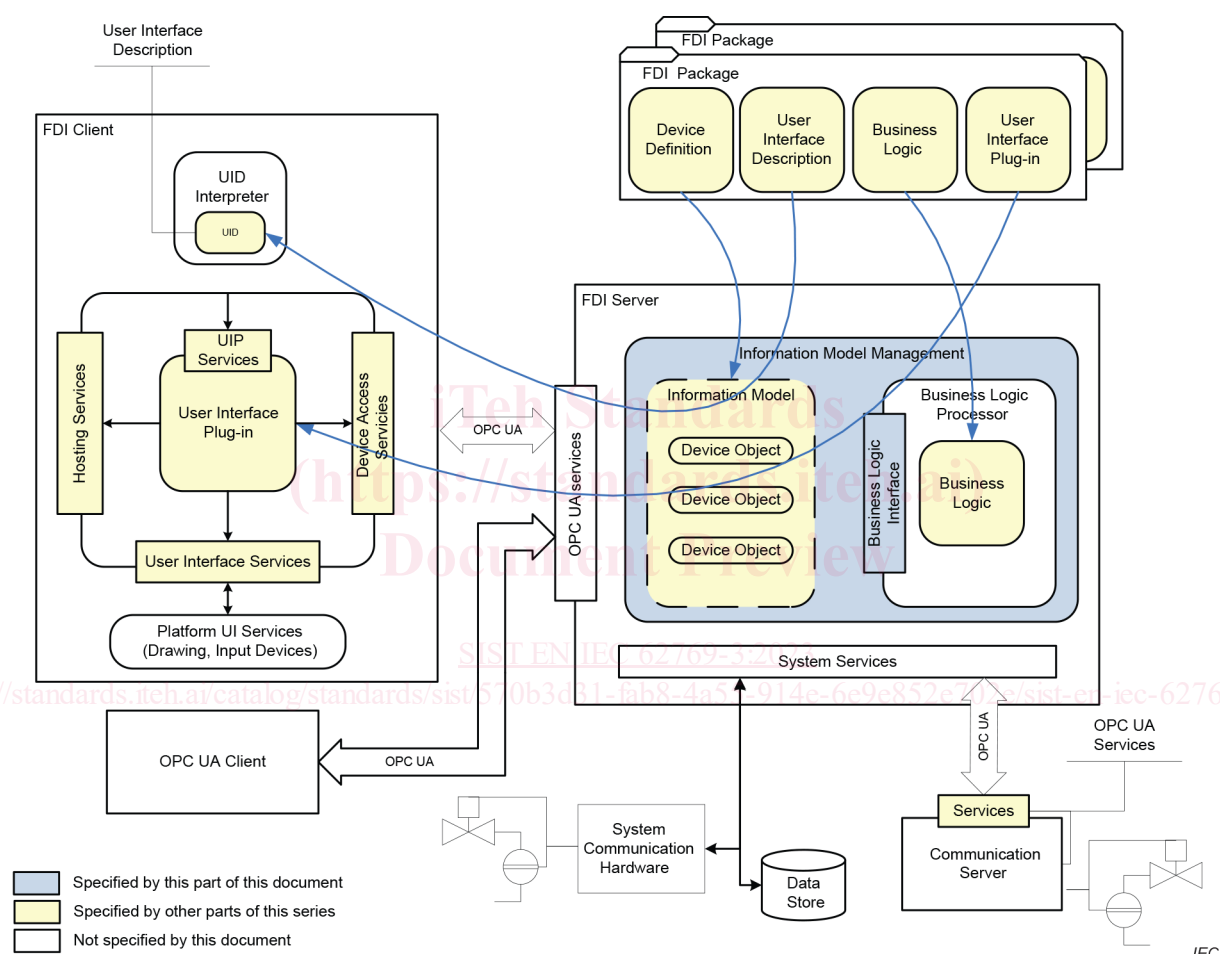 User Interface
Description
FDI Package
FDI Package
Device
Definition
User
Interface
Description
Business
Logic
User
Interface
Plug-in
FDI Client
UID
Interpreter
UID
UIP
Services
Hosting Services
User Interface
Plug-in
Device Access
Servcies
User Interface Services
Platform UI Services
(Drawing, Input Devices)
OPC UA
OPC UA services
FDI Server
Information Model Management
Information Model
Device Object
Device Object
Device Object
Business Logic
Processor
Business Logic
Interface
Business
Logic
System Services
iTeh Standards
(https://standards.iteh.ai)
Document Preview
SIST EN IEC 62769-3:2023
OPC UA Client
OPC UA
OPC UA
OPC UA
Services
System
Communication
Hardware
Data
Store
Services
Communication
Server
Specified by this part of this document
Specified by other parts of this series
Not specified by this document
IEC